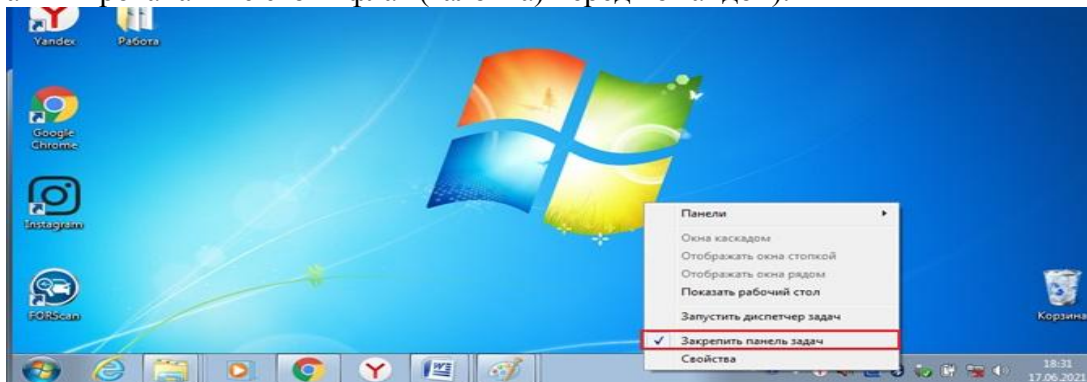 Yandex
Работа
Google
Chrome
Instagram
FORScan
Панели
Окна каскадом
Отображать окна стопкой
Отображать окна рядом
Показать рабочий стол
Запустить диспетчер задач
Закрепить панель задач
Свойства
Корзина
18:31
17.06.2021